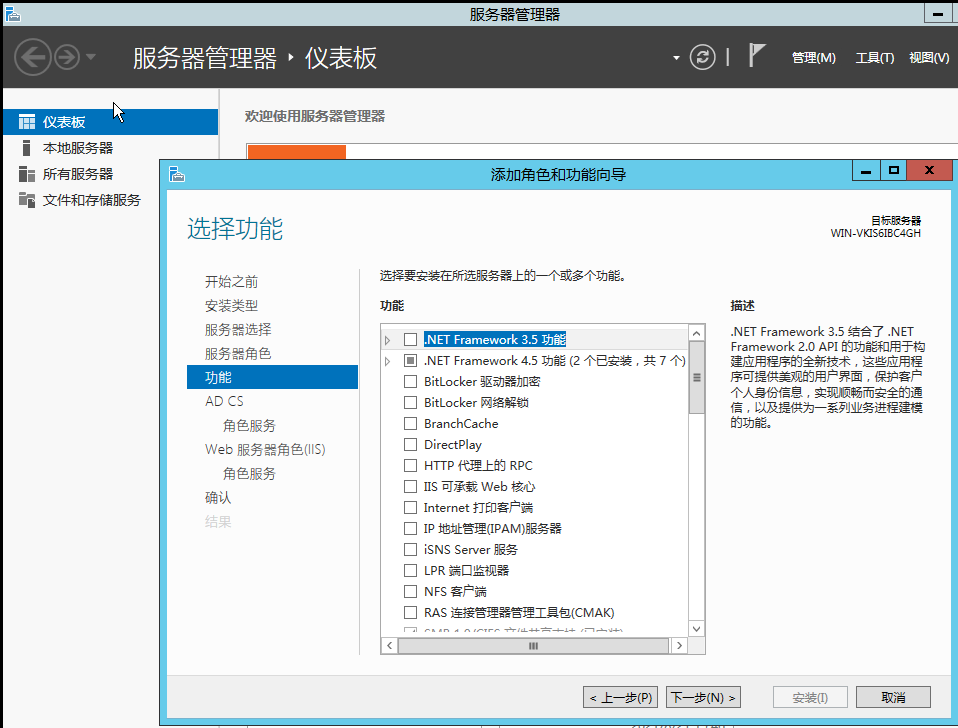 服务器管理器
服务器管理器 · 仪表板
管理(M) 工具(T) 视图(V)
仪表板
本地服务器
所有服务器
文件和存储服务
欢迎使用服务器管理器
添加角色和功能向导
选择功能
目标服务器
WIN-VKIS6IBC4GH
开始之前
安装类型
服务器选择
服务器角色
功能
AD CS
角色服务
Web 服务器角色(IIS)
角色服务
确认
结果
选择要安装在所选服务器上的一个或多个功能。
功能
.NET Framework 3.5 功能
.NET Framework 4.5 功能 (2 个已安装，共 7 个)
BitLocker 驱动器加密
BitLocker 网络解锁
BranchCache
DirectPlay
HTTP 代理上的 RPC
IIS 可承载 Web 核心
Internet 打印客户端
IP 地址管理(IPAM)服务器
iSNS Server 服务
LPR 端口监视器
NFS 客户端
RAS 连接管理器管理工具包(CMAK)
描述
.NET Framework 3.5 结合了 .NET
Framework 2.0 API 的功能和用于构
建应用程序的全新技术，这些应用程
序可提供美观的用户界面，保护客户
个人身份信息，实现顺畅而安全的通
信，以及提供为一系列业务进程建模
的功能。
< 上一步(P) 下一步(N) > 安装(I) 取消